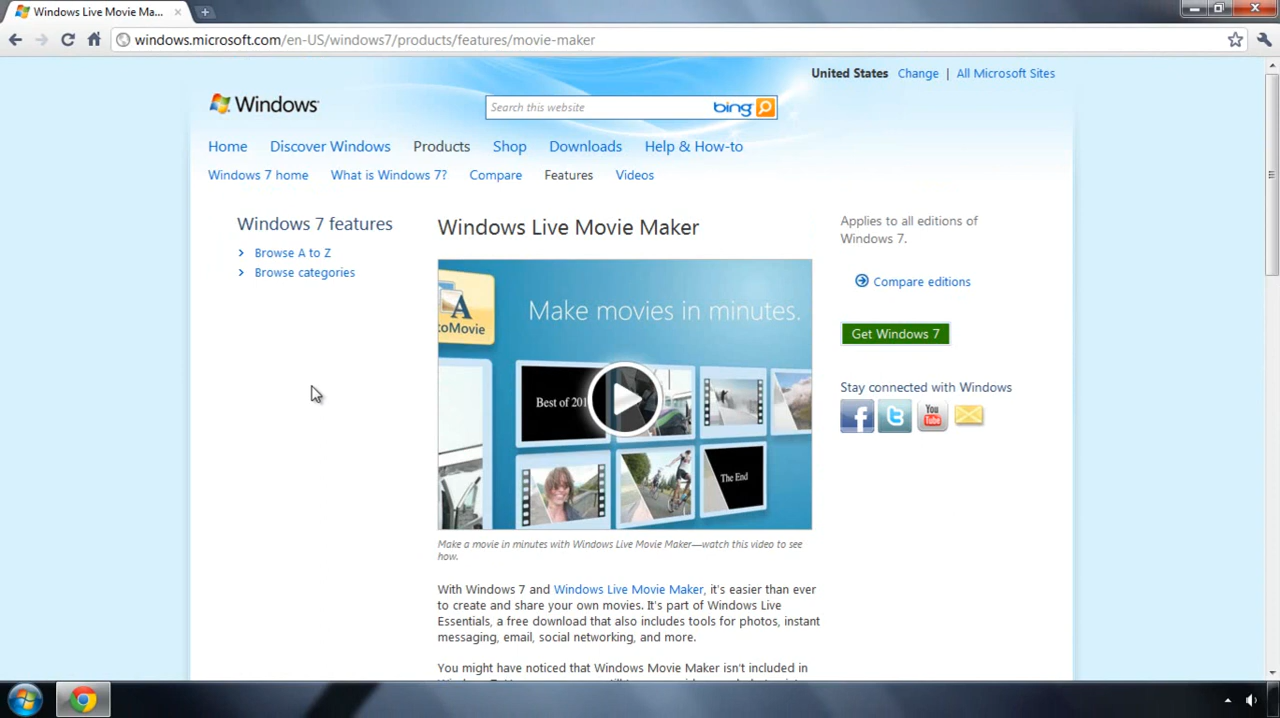 Windows Live Movie Ma...
windows.microsoft.com/en-US/windows7/products/features/movie-maker
United States Change | All Microsoft Sites
Windows
Search this website
bing
Home Discover Windows Products Shop Downloads Help & How-to
Windows 7 home What is Windows 7? Compare Features Videos
Windows 7 features
Browse A to Z
Browse categories
Windows Live Movie Maker
A
toMovie
Make movies in minutes.
Best of 201
The End
Make a movie in minutes with Windows Live Movie Maker—watch this video to see
how.
With Windows 7 and Windows Live Movie Maker, it's easier than ever
to create and share your own movies. It's part of Windows Live
Essentials, a free download that also includes tools for photos, instant
messaging, email, social networking, and more.
You might have noticed that Windows Movie Maker isn't included in
Applies to all editions of
Windows 7.
Compare editions
Get Windows 7
Stay connected with Windows
f
t
You
Tube